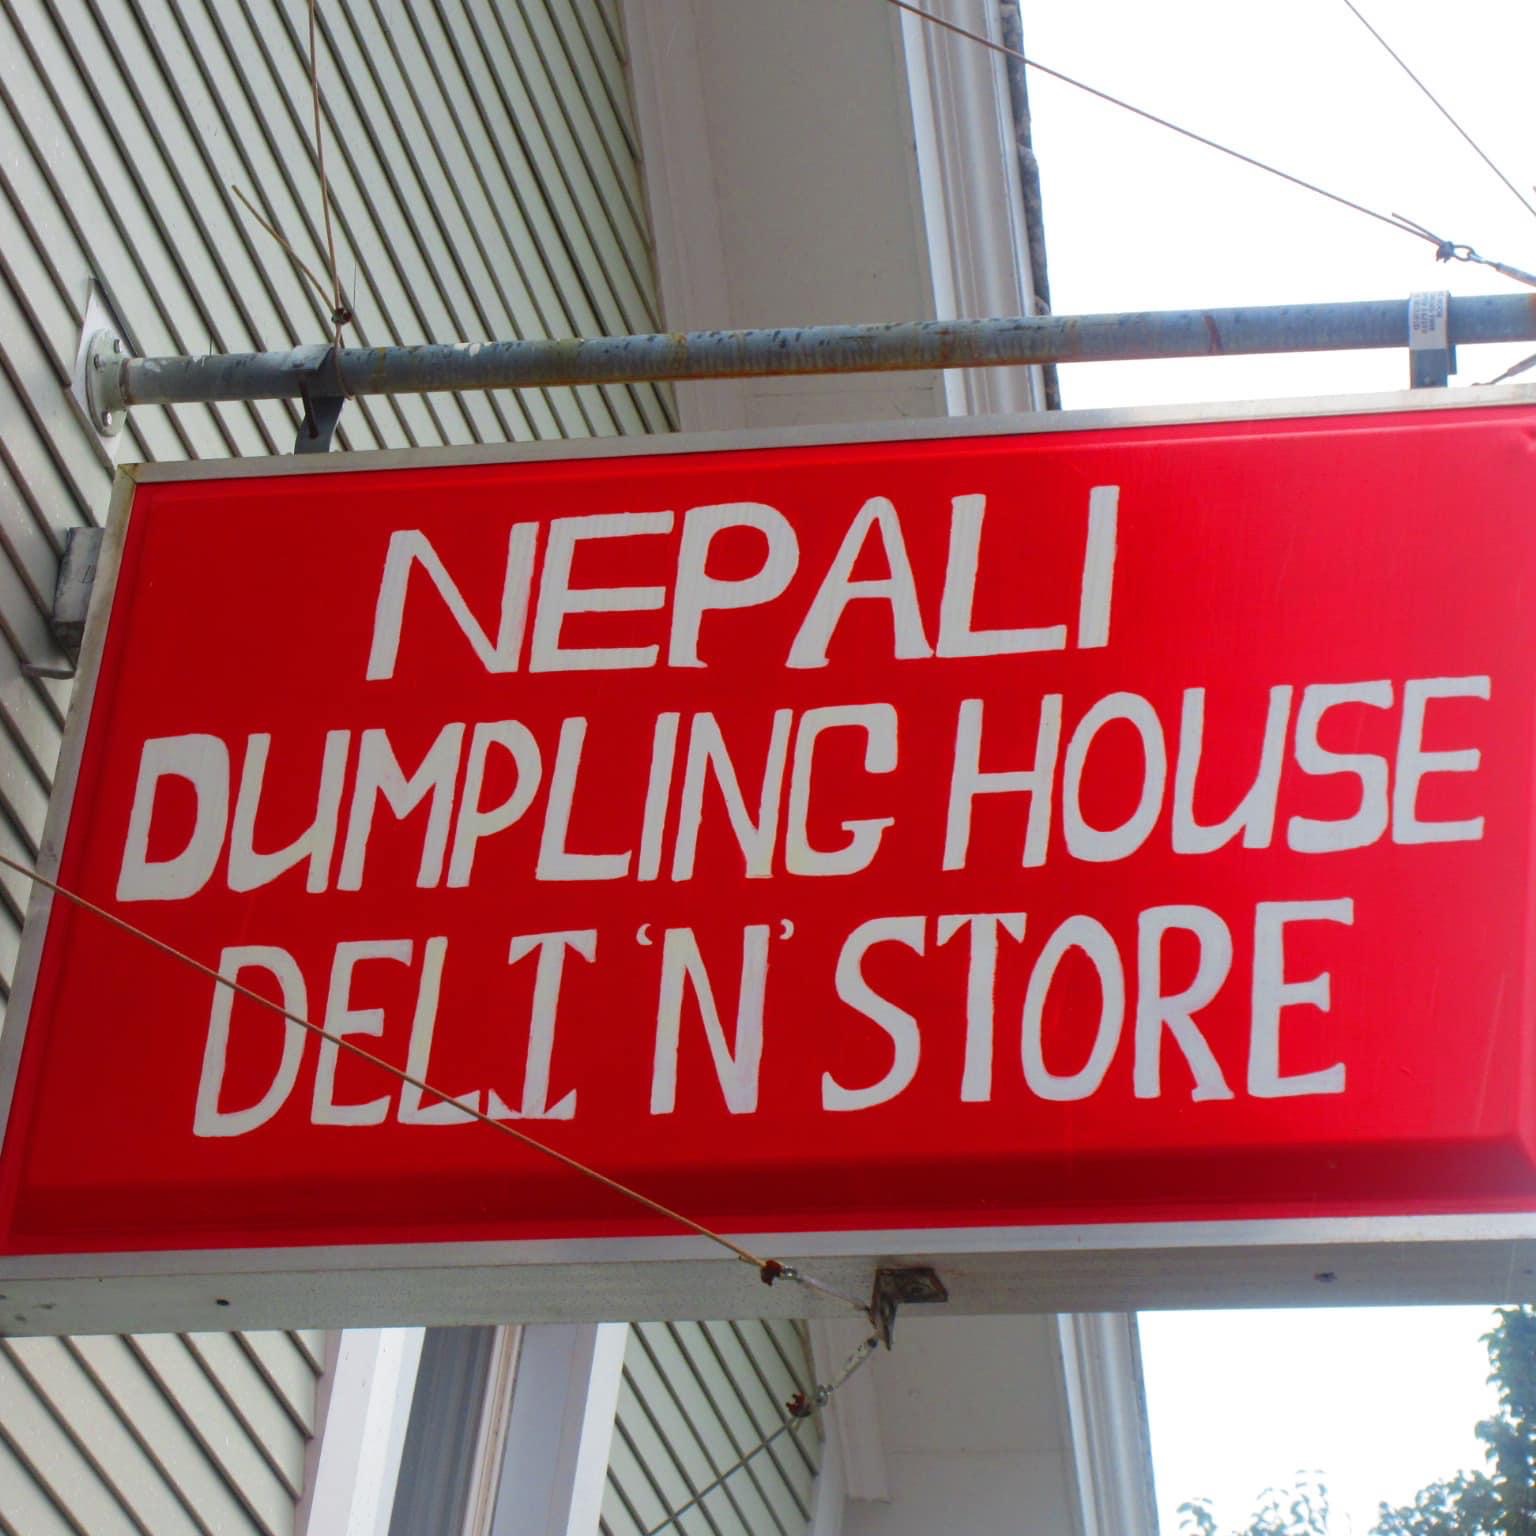 NEPALI
DUMPLING HOUSE
DELI 'N' STORE